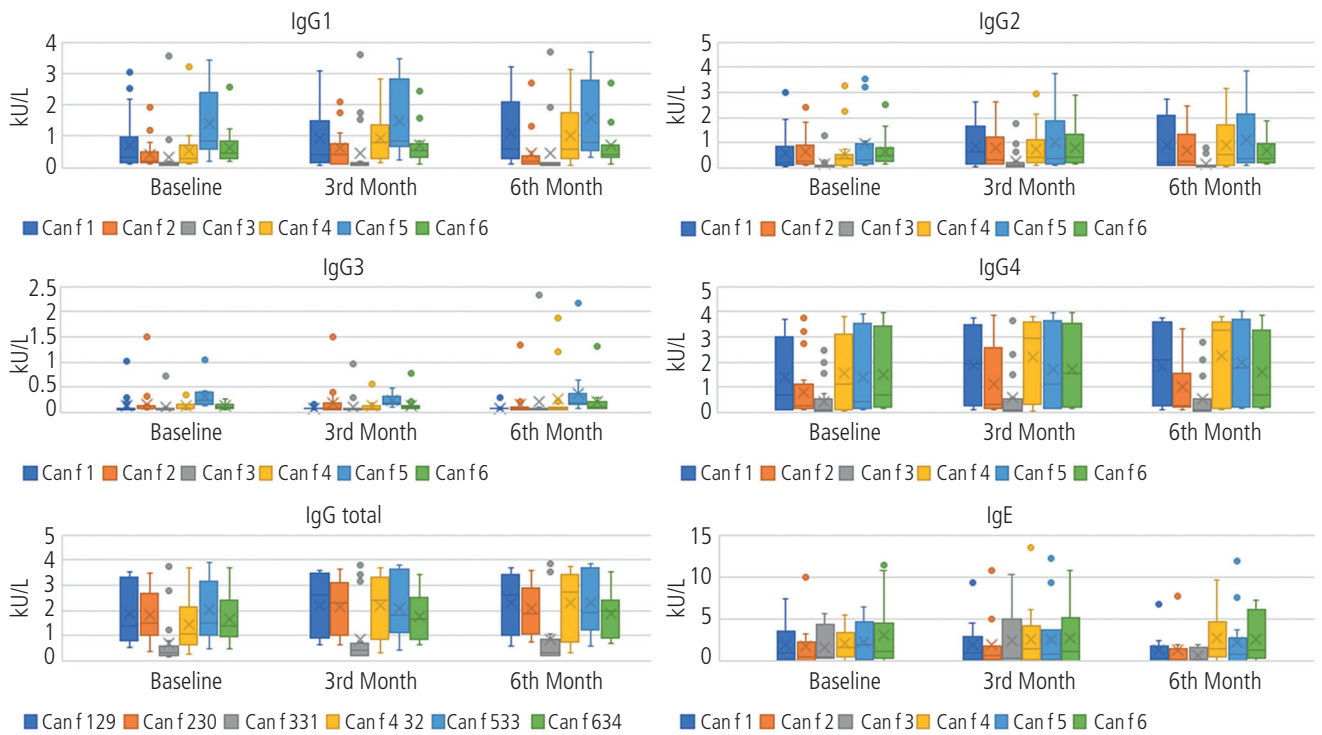 IgG1
4
3
2
1
0
kU/L
Baseline 3rd Month 6th Month
Can f 1 Can f 2 Can f 3 Can f 4 Can f 5 Can f 6
IgG2
5
4
3
2
1
0
kU/L
Baseline 3rd Month 6th Month
Can f 1 Can f 2 Can f 3 Can f 4 Can f 5 Can f 6
IgG3
2.5
2
1.5
1
0.5
0
kU/L
Baseline 3rd Month 6th Month
Can f 1 Can f 2 Can f 3 Can f 4 Can f 5 Can f 6
IgG4
5
4
3
2
1
0
kU/L
Baseline 3rd Month 6th Month
Can f 1 Can f 2 Can f 3 Can f 4 Can f 5 Can f 6
IgG total
5
4
3
2
1
0
kU/L
Baseline 3rd Month 6th Month
Can f 129 Can f 230 Can f 331 Can f 4 32 Can f 533 Can f 634
IgE
15
10
5
0
kU/L
Baseline 3rd Month 6th Month
Can f 1 Can f 2 Can f 3 Can f 4 Can f 5 Can f 6